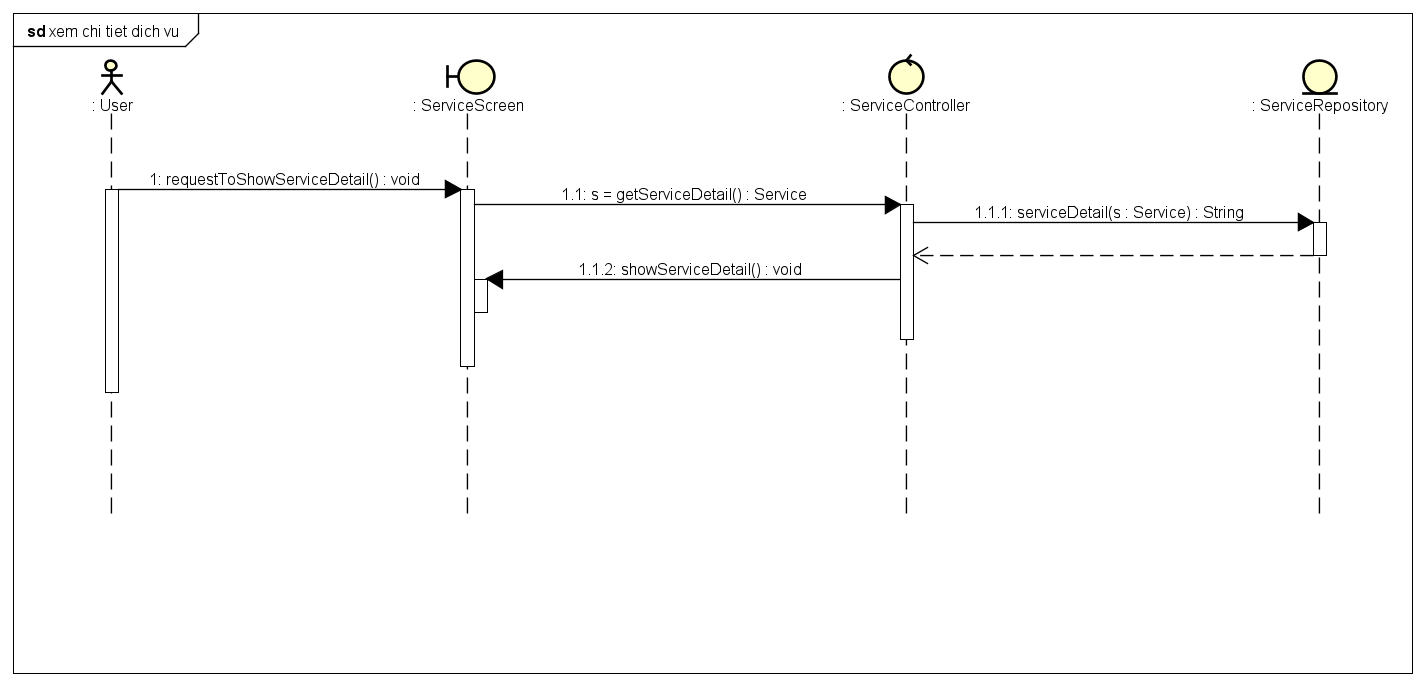 sd xem chi tiet dich vu
: User
: ServiceScreen
: ServiceController
: ServiceRepository
1: requestToShowServiceDetail() : void
1.1: s = getServiceDetail() : Service
1.1.1: serviceDetail(s : Service) : String
1.1.2: showServiceDetail() : void